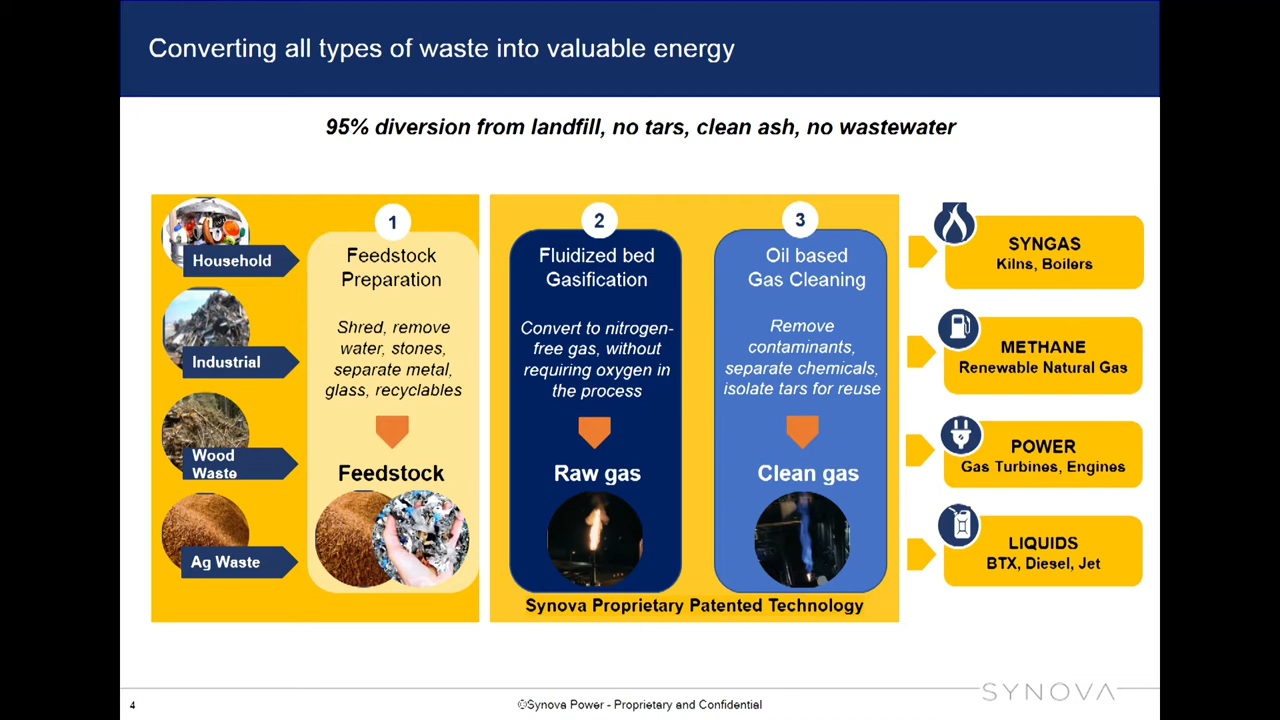 Converting all types of waste into valuable energy
95% diversion from landfill, no tars, clean ash, no wastewater
Household
Industrial
Wood
Waste
Ag Waste
1
Feedstock
Preparation
Shred, remove
water, stones,
separate metal,
glass, recyclables
Feedstock
2
Fluidized bed
Gasification
Convert to nitrogen-
free gas, without
requiring oxygen in
the process
Raw gas
3
Oil based
Gas Cleaning
Remove
contaminants,
separate chemicals,
isolate tars for reuse
Clean gas
Synova Proprietary Patented Technology
SYNGAS
Kilns, Boilers
METHANE
Renewable Natural Gas
POWER
Gas Turbines, Engines
LIQUIDS
BTX, Diesel, Jet
4
©Synova Power - Proprietary and Confidential
SYNOVA